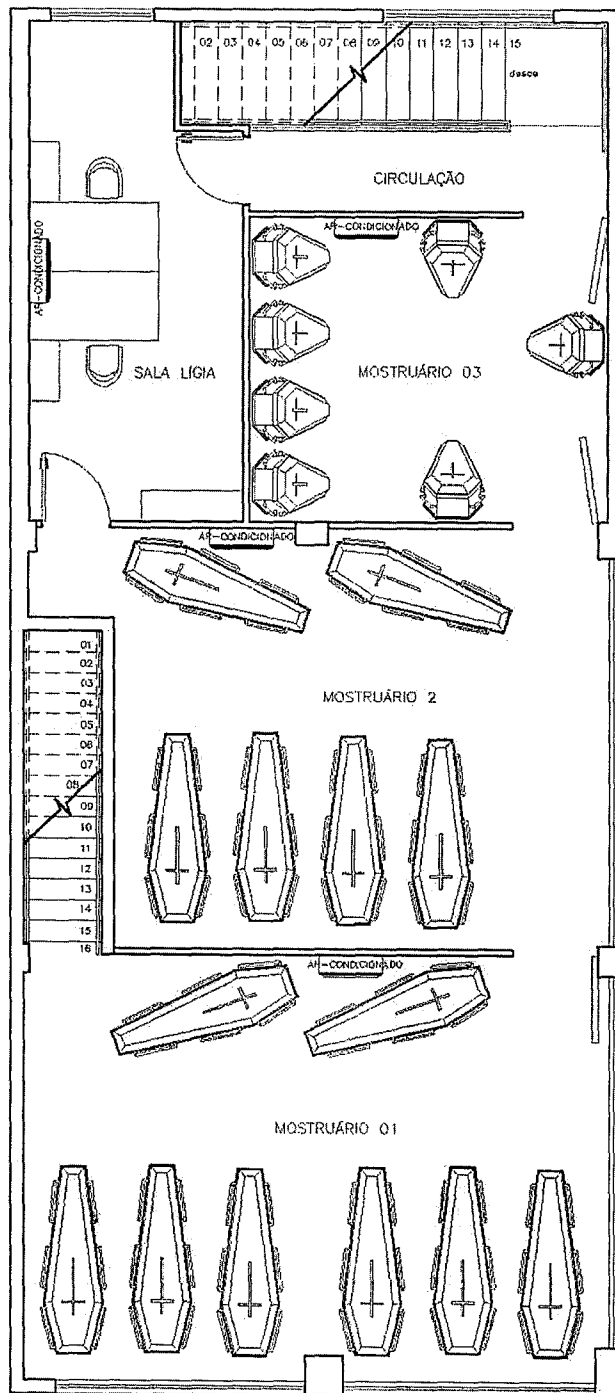 02 03 04 05 06 07 08 09 10 11 12 13 14 15
desce
CIRCULAÇÃO
AR-CONDICIONADO
AR-CONDICIONADO
SALA LÍGIA
MOSTRUÁRIO 03
AR-CONDICIONADO
01
02
03
04
05
06
07
08
09
10
11
12
13
14
15
16
MOSTRUÁRIO 2
AR-CONDICIONADO
MOSTRUÁRIO 01